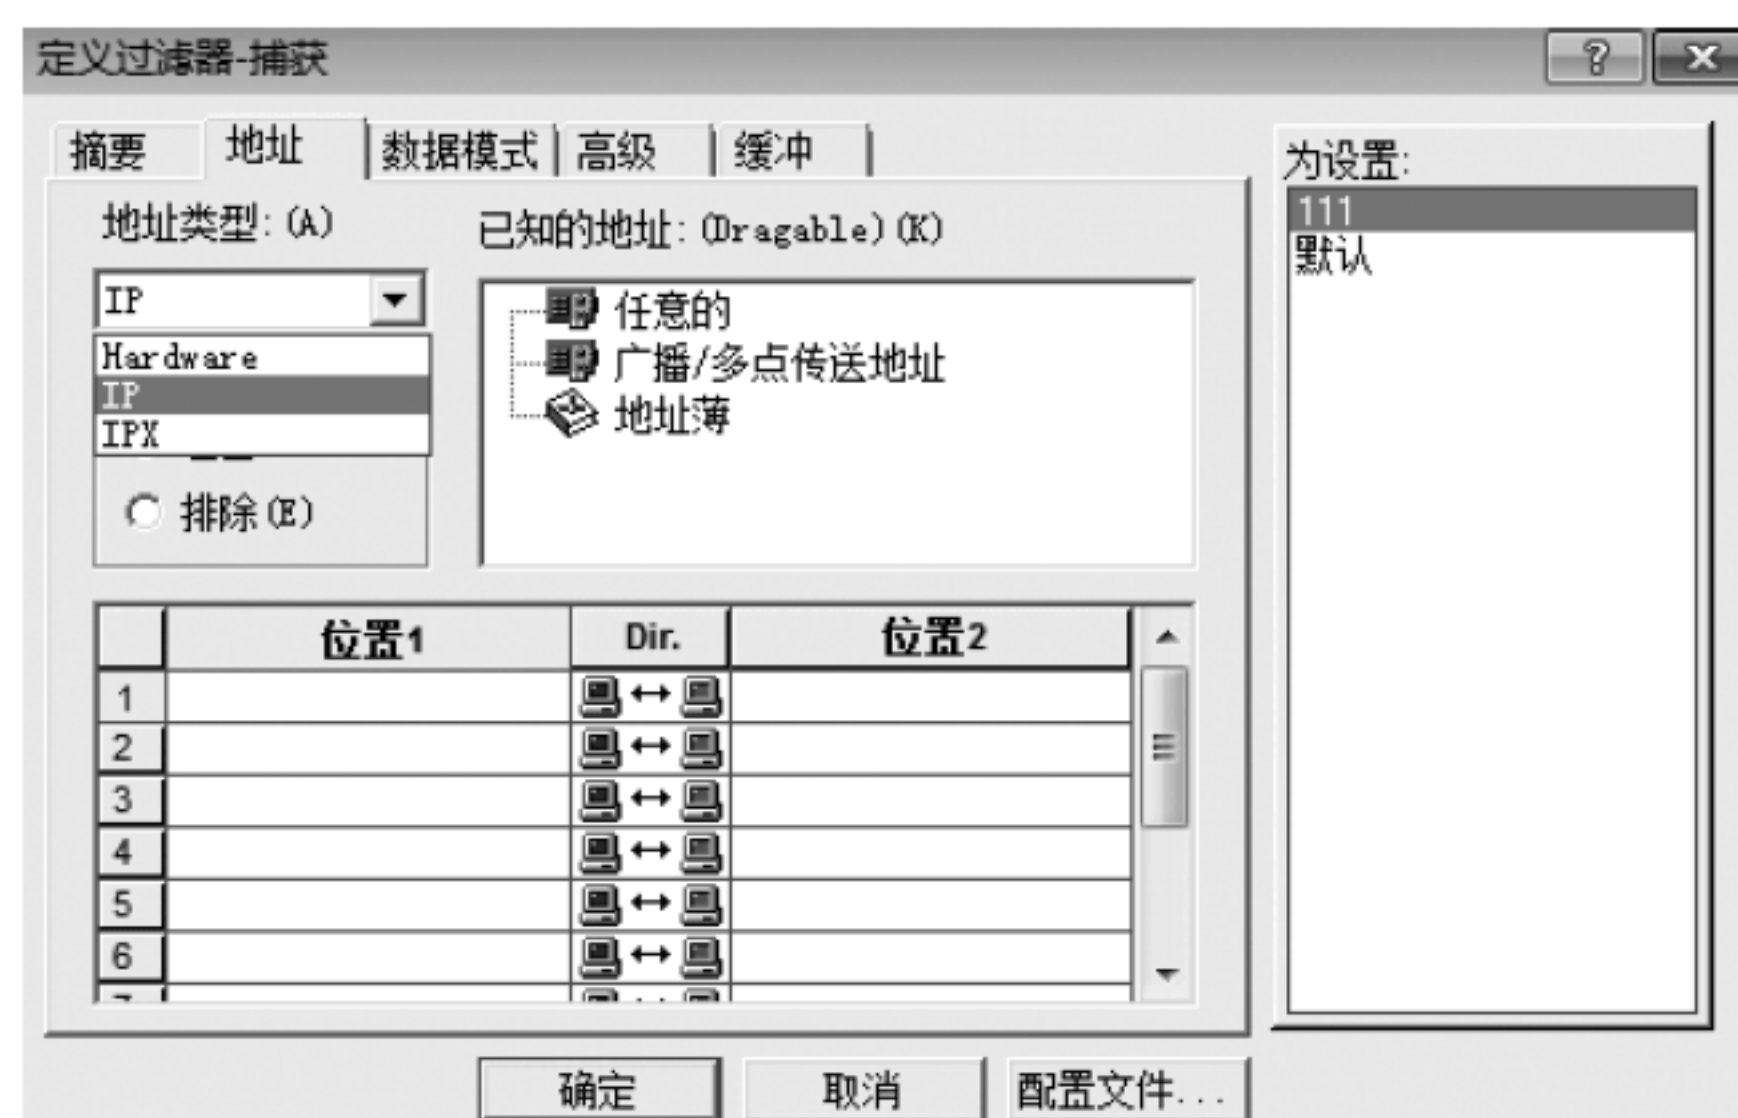 定义过滤器-捕获
摘要 地址 数据模式 高级 缓冲
地址类型:(A)
IP
Hardware
IP
IPX
排除(E)
已知的地址:(Dragable)(K)
任意的
广播/多点传送地址
地址薄
位置1 Dir. 位置2
1
2
3
4
5
6
为设置:
111
默认
确定 取消 配置文件...